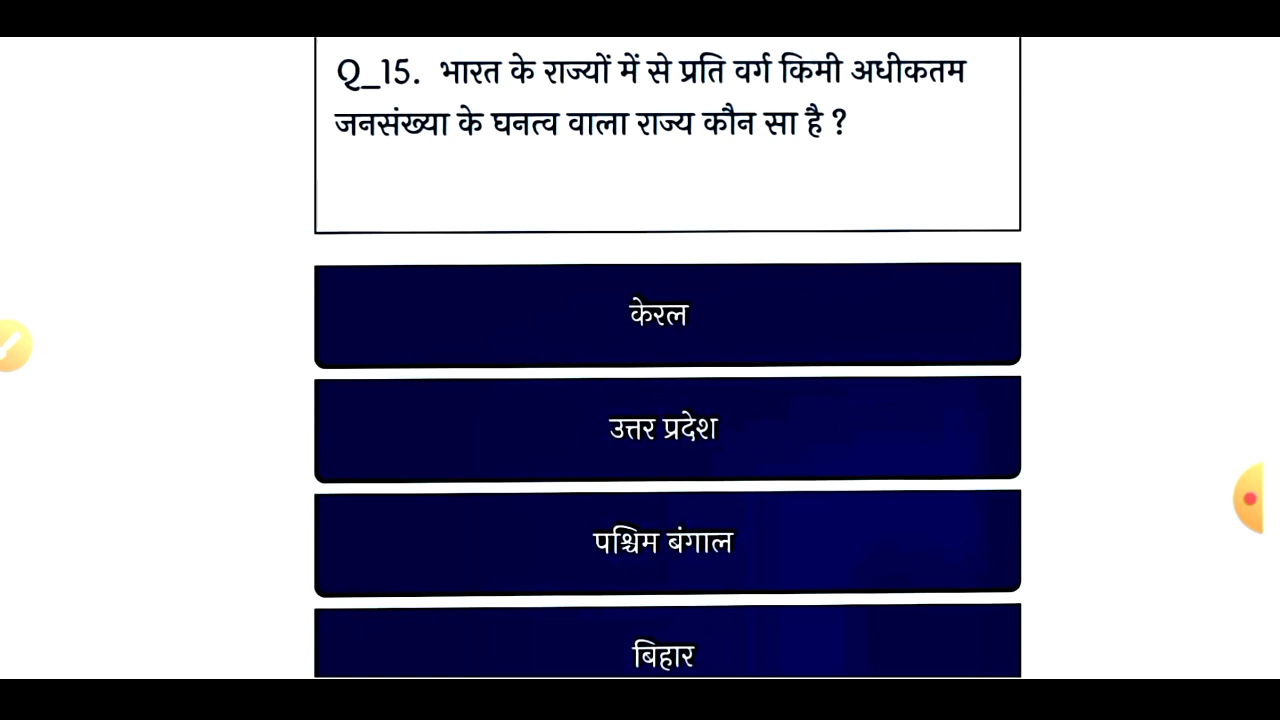 Q_15. भारत के राज्यों में से प्रति वर्ग किमी अधीकतम
जनसंख्या के घनत्व वाला राज्य कौन सा है ?
केरल
उत्तर प्रदेश
पश्चिम बंगाल
बिहार